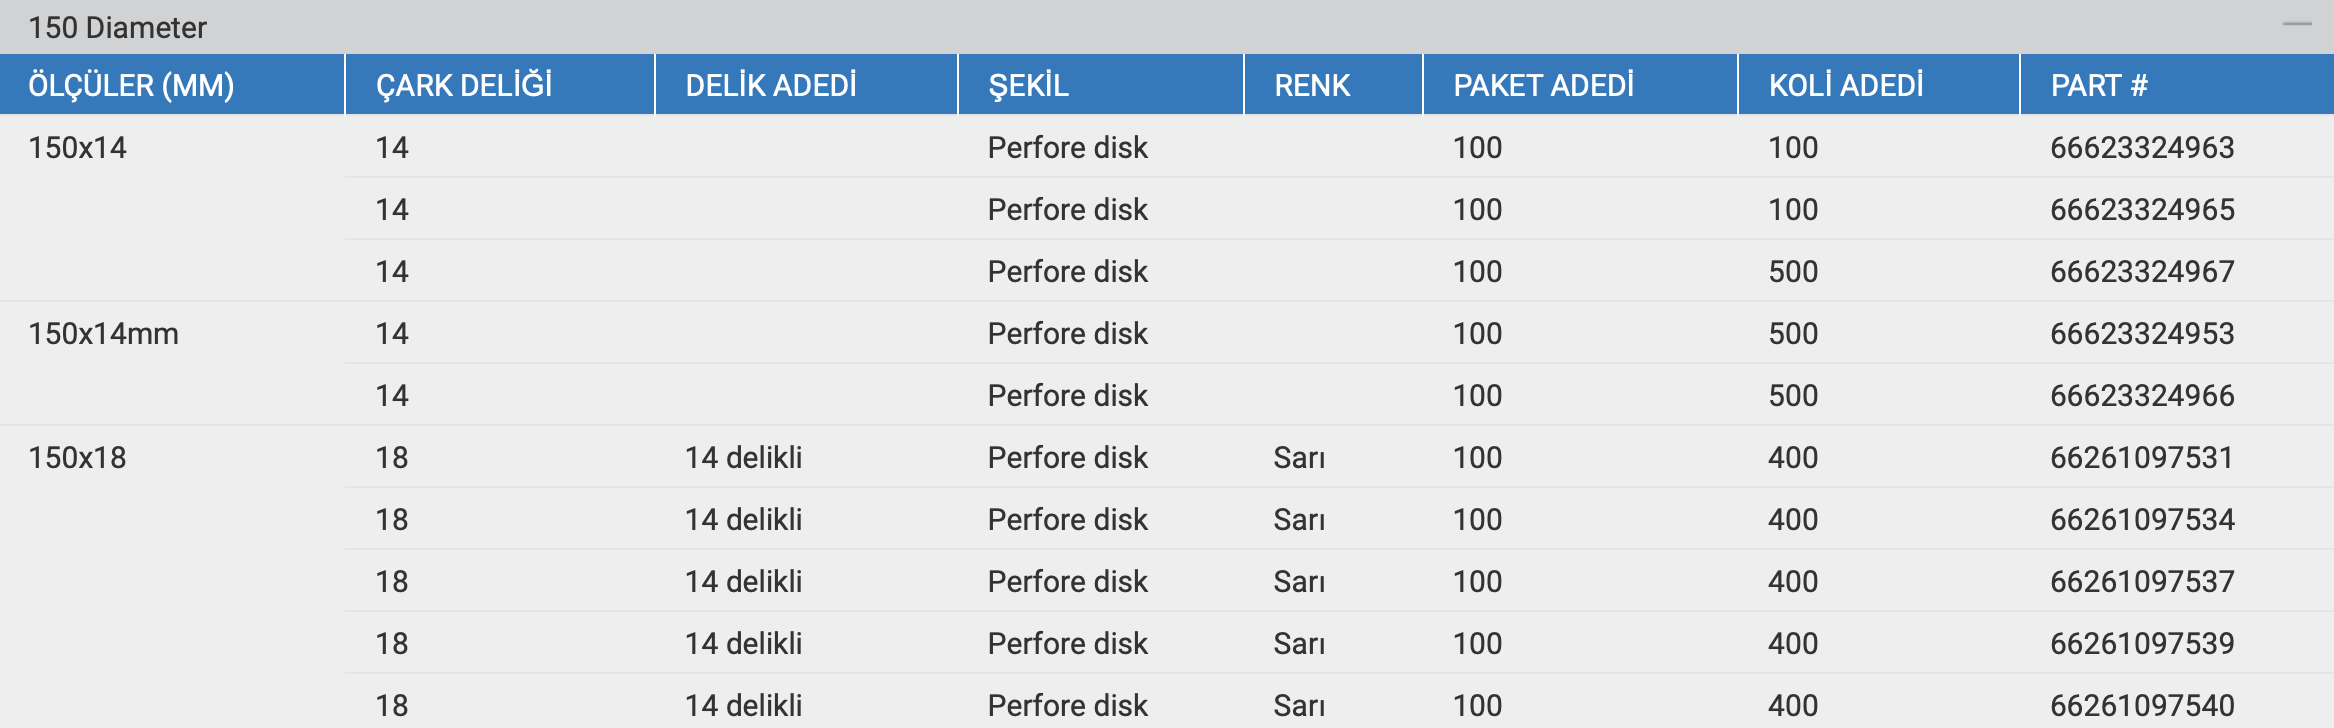 150 Diameter
ÖLÇÜLER (MM) ÇARK DELİĞİ DELİK ADEDİ ŞEKİL RENK PAKET ADEDİ KOLİ ADEDİ PART #
150x14 14 Perfore disk 100 100 66623324963
14 Perfore disk 100 100 66623324965
14 Perfore disk 100 500 66623324967
150x14mm 14 Perfore disk 100 500 66623324953
14 Perfore disk 100 500 66623324966
150x18 18 14 delikli Perfore disk Sarı 100 400 66261097531
18 14 delikli Perfore disk Sarı 100 400 66261097534
18 14 delikli Perfore disk Sarı 100 400 66261097537
18 14 delikli Perfore disk Sarı 100 400 66261097539
18 14 delikli Perfore disk Sarı 100 400 66261097540